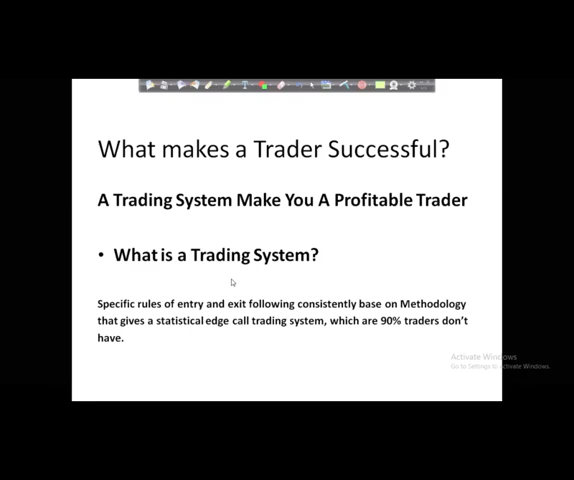 What makes a Trader Successful?
A Trading System Make You A Profitable Trader
• What is a Trading System?
Specific rules of entry and exit following consistently base on Methodology
that gives a statistical edge call trading system, which are 90% traders don't
have.
Activate Windows
Go to Settings to activate Windows.